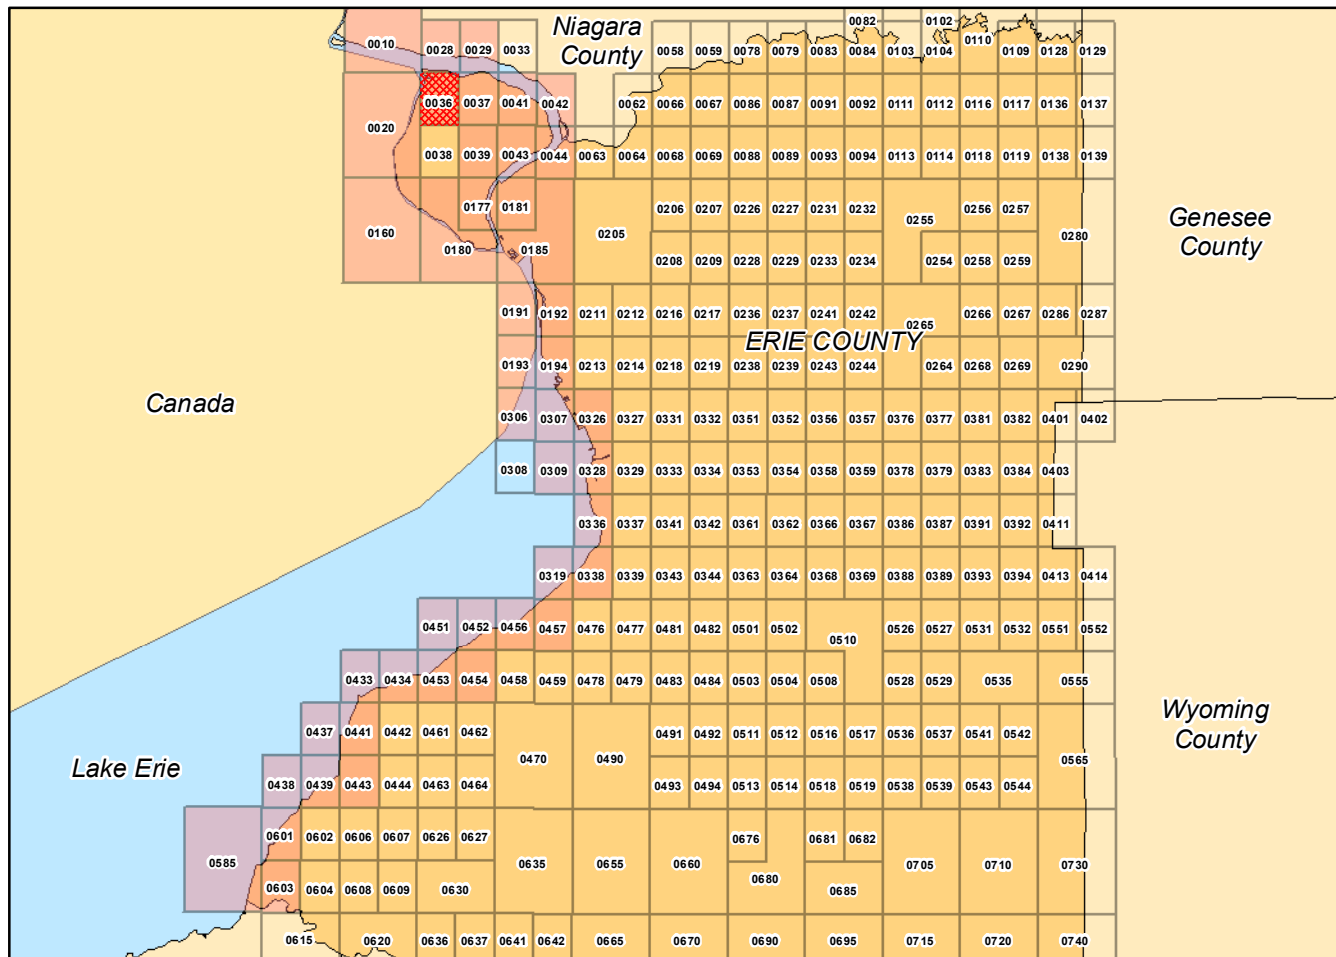 0082 0102
Niagara
County
0010 0028 0029 0033 0058 0059 0078 0079 0083 0084 0103 0104 0110 0109 0128 0129
0036 0037 0041 0042 0062 0066 0067 0086 0087 0091 0092 0111 0112 0116 0117 0136 0137
0020
0038 0039 0043 0044 0063 0064 0068 0069 0088 0089 0093 0094 0113 0114 0118 0119 0138 0139
0177 0181 0206 0207 0226 0227 0231 0232 0255 0256 0257
Genesee
County
0160 0180 0185 0205 0280
0208 0209 0228 0229 0233 0234 0254 0258 0259
0191 0192 0211 0212 0216 0217 0236 0237 0241 0242 0265 0266 0267 0286 0287
ERIE COUNTY
0193 0194 0213 0214 0218 0219 0238 0239 0243 0244 0264 0268 0269 0290
Canada
0306 0307 0326 0327 0331 0332 0351 0352 0356 0357 0376 0377 0381 0382 0401 0402
0308 0309 0328 0329 0333 0334 0353 0354 0358 0359 0378 0379 0383 0384 0403
0336 0337 0341 0342 0361 0362 0366 0367 0386 0387 0391 0392 0411
0319 0338 0339 0343 0344 0363 0364 0368 0369 0388 0389 0393 0394 0413 0414
0451 0452 0456 0457 0476 0477 0481 0482 0501 0502 0510 0526 0527 0531 0532 0551 0552
0433 0434 0453 0454 0458 0459 0478 0479 0483 0484 0503 0504 0508 0528 0529 0535 0555
Wyoming
County
0437 0441 0442 0461 0462 0491 0492 0511 0512 0516 0517 0536 0537 0541 0542
0470 0490 0565
Lake Erie
0438 0439 0443 0444 0463 0464 0493 0494 0513 0514 0518 0519 0538 0539 0543 0544
0601 0602 0606 0607 0626 0627 0676 0681 0682
0585 0635 0655 0660 0705 0710 0730
0603 0604 0608 0609 0630 0680 0685
0615 0620 0636 0637 0641 0642 0665 0670 0690 0695 0715 0720 0740